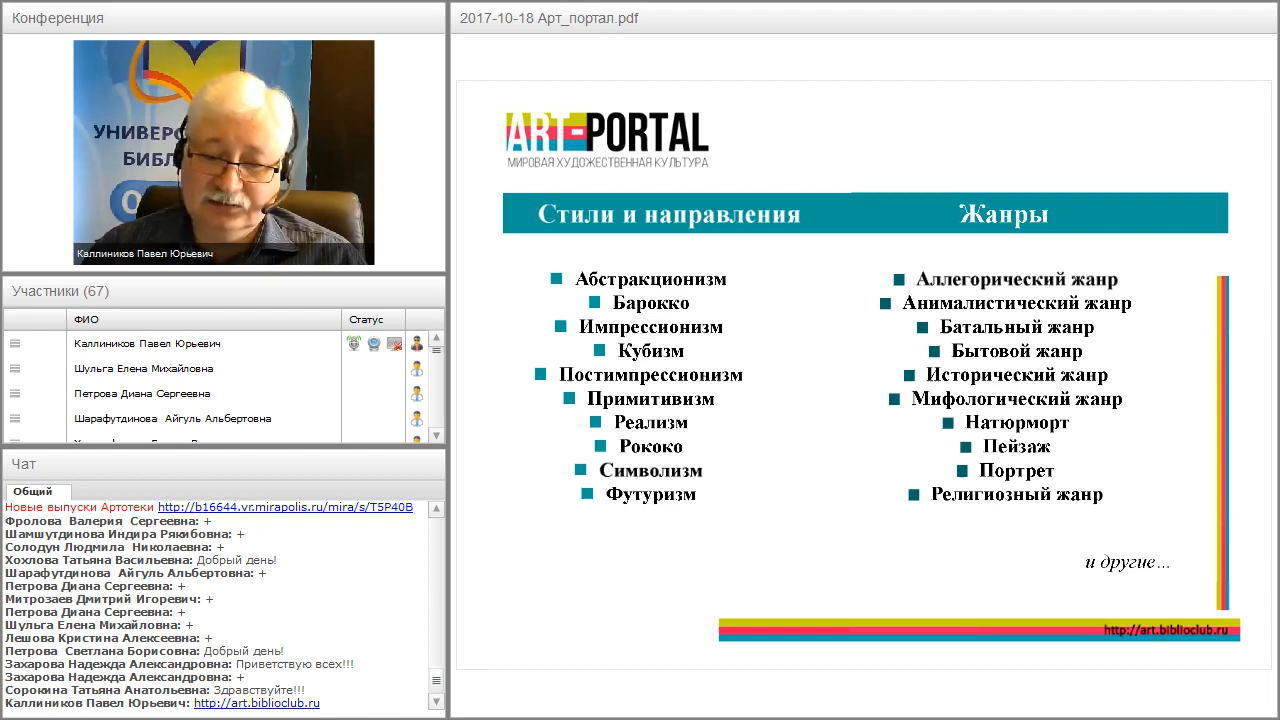 Конференция
УНИВЕРС
БИБЛ
Каллиников Павел Юрьевич
Участники (67)
ФИО
Статус
Каллиников Павел Юрьевич
Шульга Елена Михайловна
Петрова Диана Сергеевна
Шарафутдинова Айгуль Альбертовна
Чат
Общий
Новые выпуски Артотеки http://b16644.vr.mirapolis.ru/mira/s/T5P40B
Фролова Валерия Сергеевна: +
Шамшутдинова Индира Рякибовна: +
Солодун Людмила Николаевна: +
Хохлова Татьяна Васильевна: Добрый день!
Шарафутдинова Айгуль Альбертовна: +
Петрова Диана Сергеевна: +
Митрозаев Дмитрий Игоревич: +
Петрова Диана Сергеевна: +
Шульга Елена Михайловна: +
Лешова Кристина Алексеевна: +
Петрова Светлана Борисовна: Добрый день!
Захарова Надежда Александровна: Приветствую всех!!!
Захарова Надежда Александровна: +
Сорокина Татьяна Анатольевна: Здравствуйте!!!
Каллиников Павел Юрьевич: http://art.biblioclub.ru
2017-10-18 Арт_портал.pdf
ART-PORTAL
МИРОВАЯ ХУДОЖЕСТВЕННАЯ КУЛЬТУРА
Стили и направления
Абстракционизм
Барокко
Импрессионизм
Кубизм
Постимпрессионизм
Примитивизм
Реализм
Рококо
Символизм
Футуризм
Жанры
Аллегорический жанр
Анималистический жанр
Батальный жанр
Бытовой жанр
Исторический жанр
Мифологический жанр
Натюрморт
Пейзаж
Портрет
Религиозный жанр
и другие...
http://art.biblioclub.ru